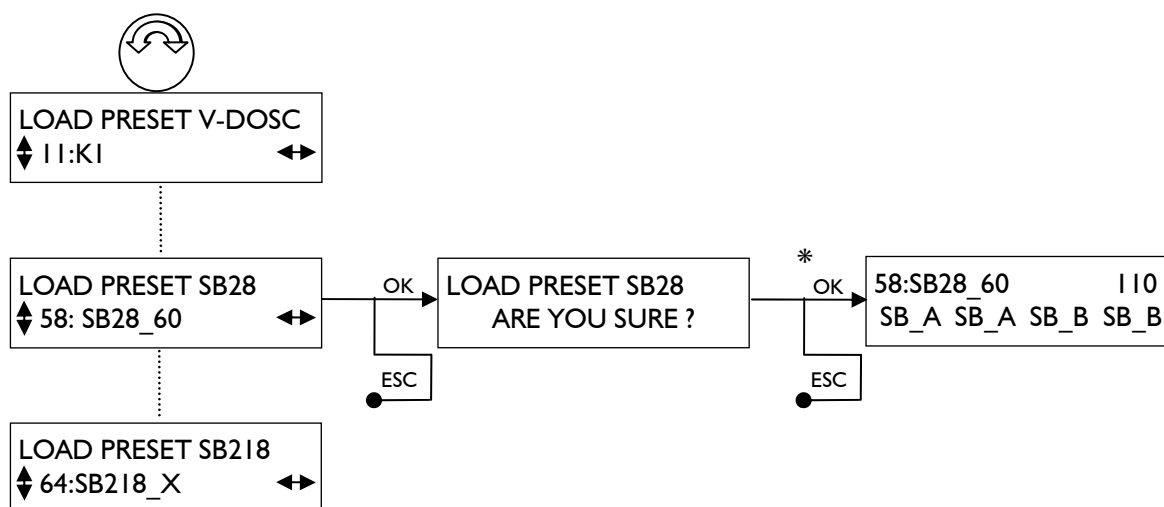 LOAD PRESET V-DOSC
11:K1
LOAD PRESET SB28
58: SB28_60
OK
ESC
LOAD PRESET SB28
ARE YOU SURE ?
*
OK
ESC
58:SB28_60 110
SB_A SB_A SB_B SB_B
LOAD PRESET SB218
64:SB218_X